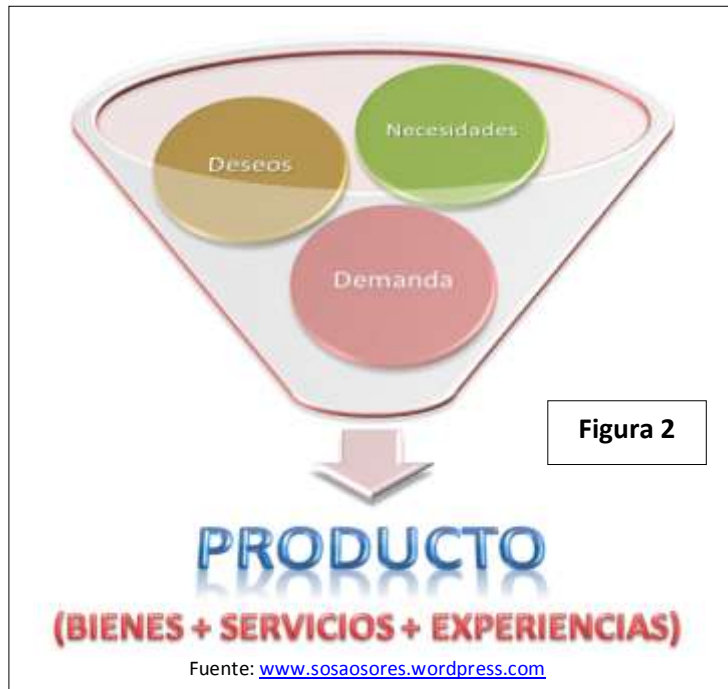 Necesidades
Deseos
Demanda
Figura 2
PRODUCTO
(BIENES + SERVICIOS + EXPERIENCIAS)
Fuente: www.sosaosores.wordpress.com